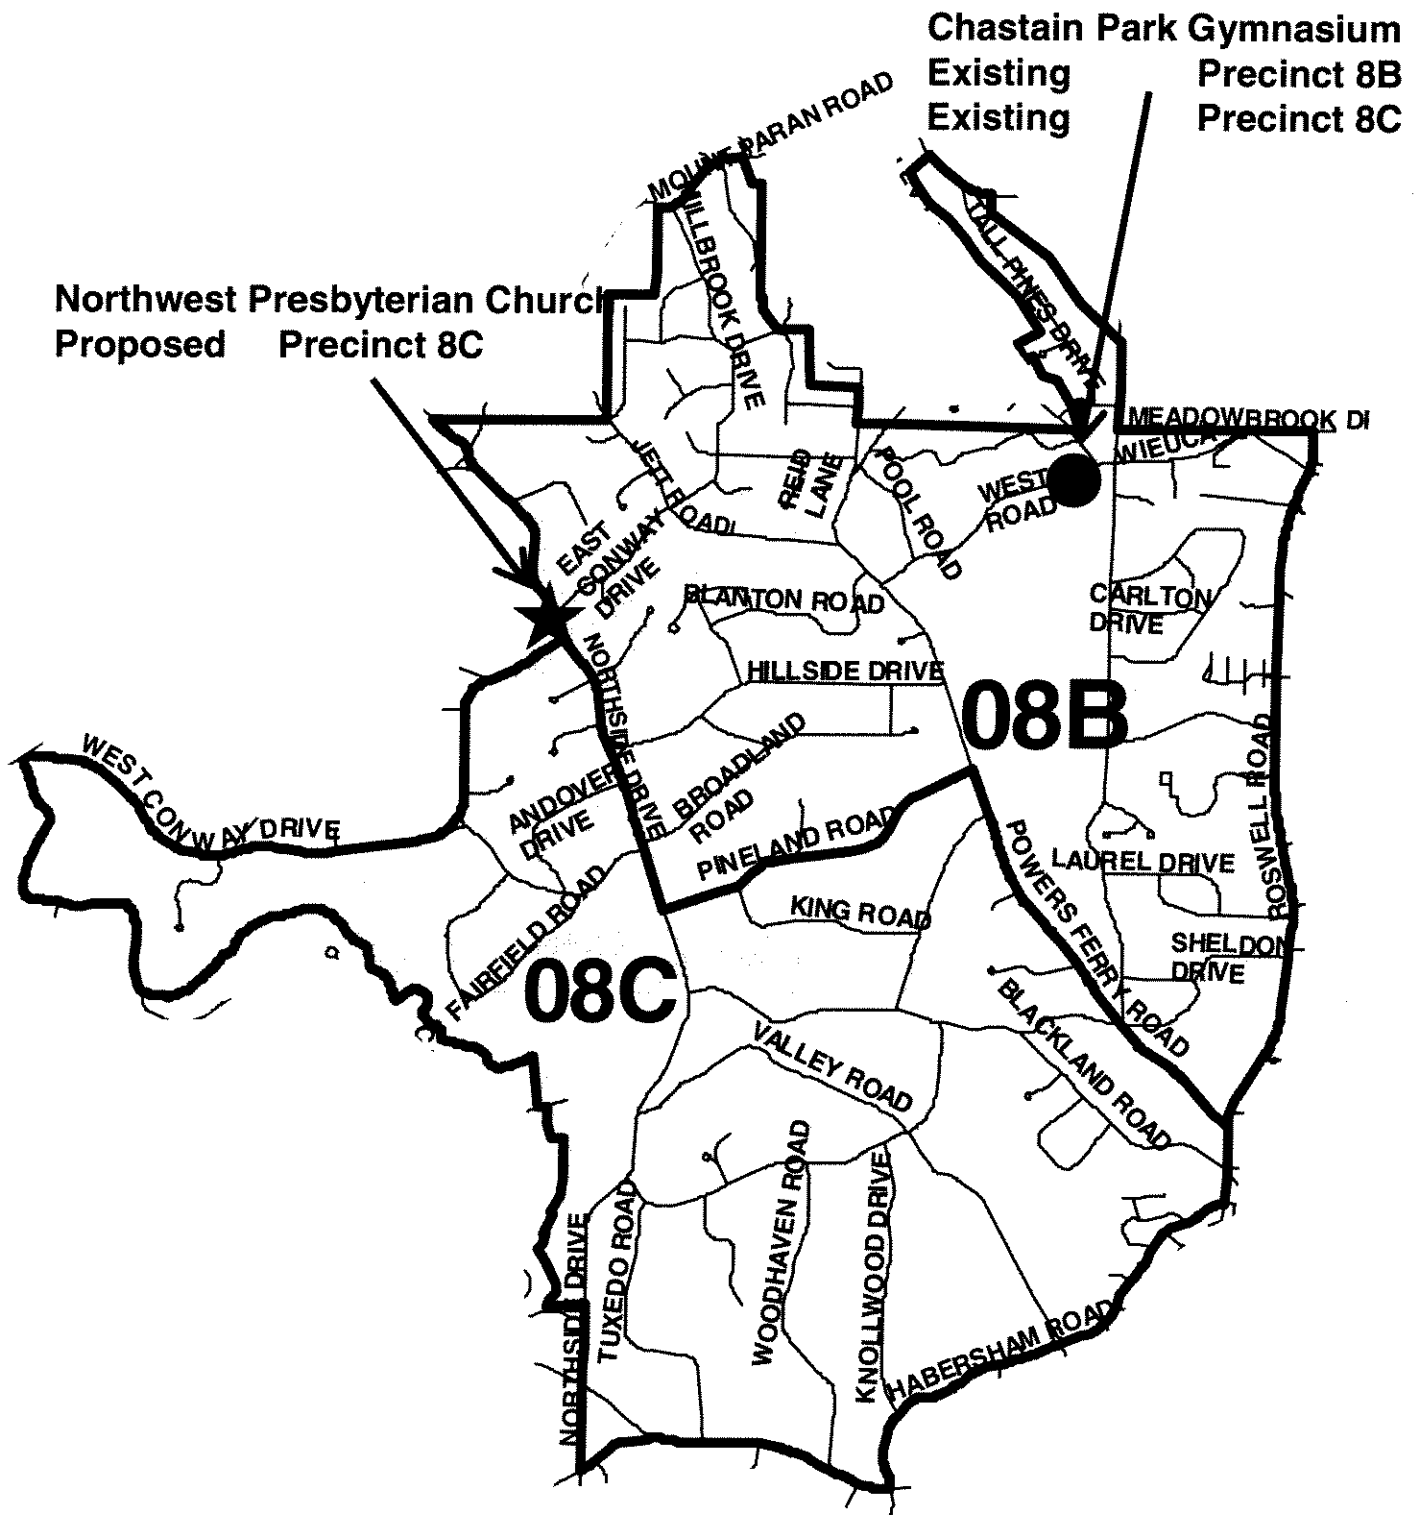 Chastain Park Gymnasium
Existing Precinct 8B
Existing Precinct 8C
MOUNT PARAN ROAD
MILLBROOK DRIVE
TALL PINES DRIVE
Northwest Presbyterian Church
Proposed Precinct 8C
MEADOWBROOK DI
WIEUCA
JETT ROAD
REID
LANE
POOL ROAD
WEST
ROAD
EAST
CONWAY
DRIVE
BLANTON ROAD
CARLTON
DRIVE
NORTHSIDE DRIVE
HILLSIDE DRIVE
08B
WEST CONWAY DRIVE
ANDOVER
DRIVE
BROADLAND
ROAD
PINELAND ROAD
ROSWELL ROAD
POWERS FERRY ROAD
LAUREL DRIVE
KING ROAD
FAIRFIELD ROAD
SHELDON
DRIVE
08C
BLACKLAND ROAD
VALLEY ROAD
NORTHSIDE DRIVE
TUXEDO ROAD
WOODHAVEN ROAD
KNOLLWOOD DRIVE
HABERSHAM ROAD